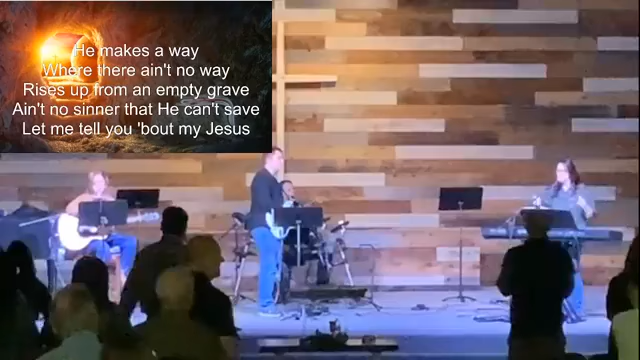 He makes a way
Where there ain't no way
Rises up from an empty grave
Ain't no sinner that He can't save
Let me tell you 'bout my Jesus